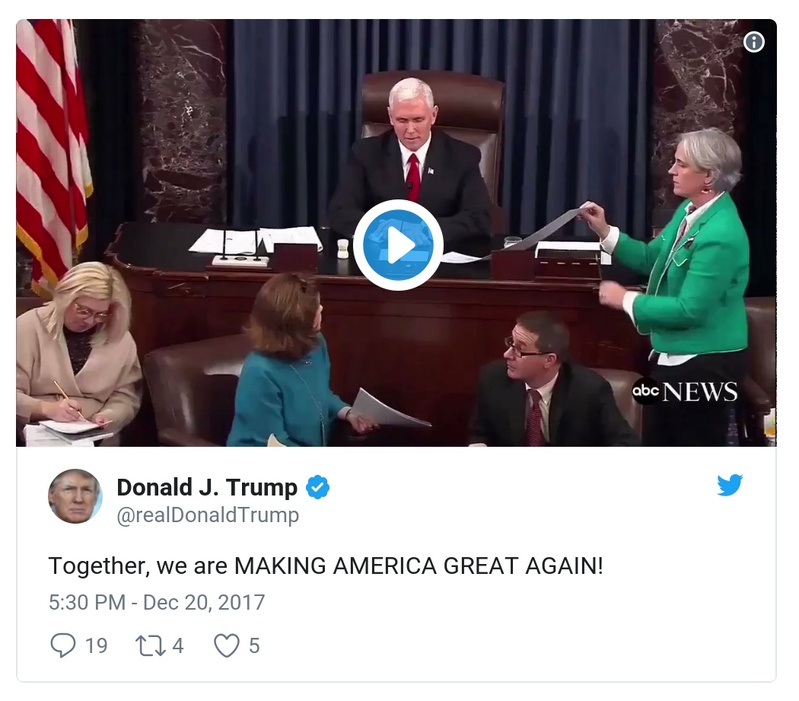 abc NEWS
Donald J. Trump
@realDonaldTrump
Together, we are MAKING AMERICA GREAT AGAIN!
5:30 PM - Dec 20, 2017
19 4 5